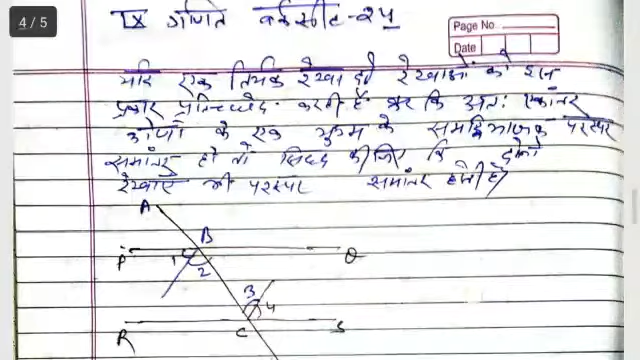 4 / 5
IX गणित वर्कशीट-24
Page No
Date
यदि एक तिर्यक रेखा दो रेखाओं को इस
प्रकार प्रतिच्छेद करती है कि अंतः एकांतर
कोणों के एक युग्म के समद्विभाजक परस्पर
समांतर हो तो सिद्ध कीजिए कि दोनो
रेखाएं भी परस्पर समांतर होती है
A
B
P 1 2 Q
3 4
R C S